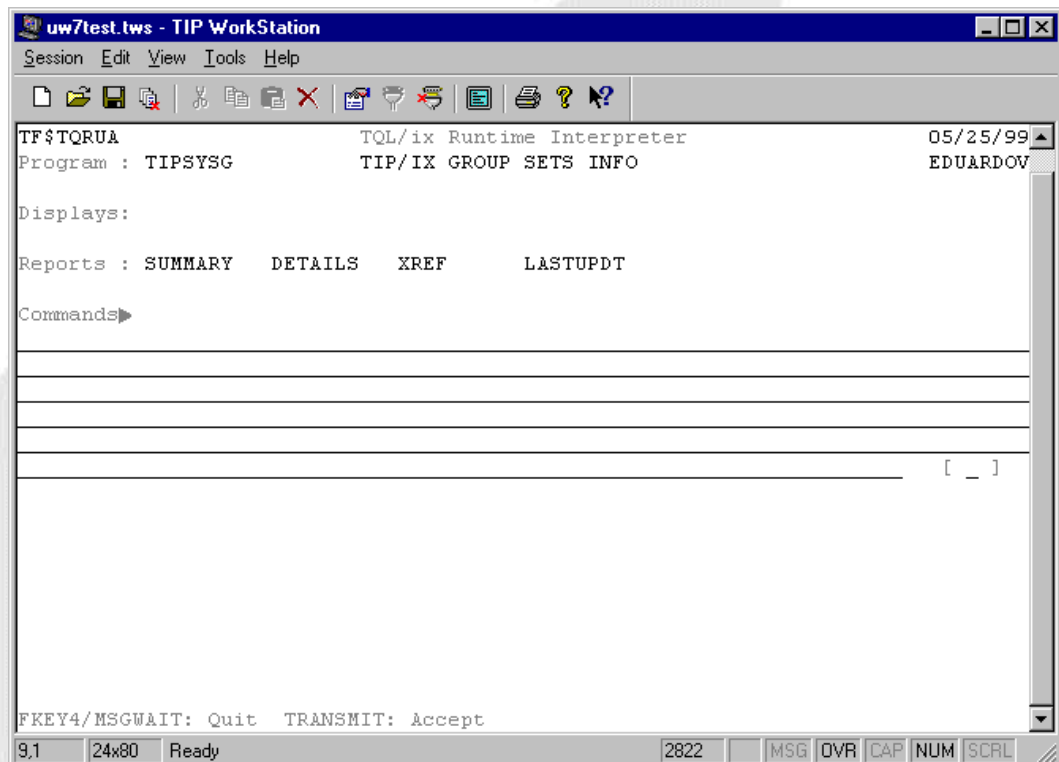 uw7test.tws - TIP WorkStation
Session Edit View Tools Help
TF$TQRUA TQL/ix Runtime Interpreter 05/25/99
Program : TIPSYSG TIP/IX GROUP SETS INFO EDUARDOV
Displays:
Reports : SUMMARY DETAILS XREF LASTUPDT
Commands▶
[ _ ]
FKEY4/MSGWAIT: Quit TRANSMIT: Accept
9,1 24x80 Ready 2822 MSG OVR CAP NUM SCRL